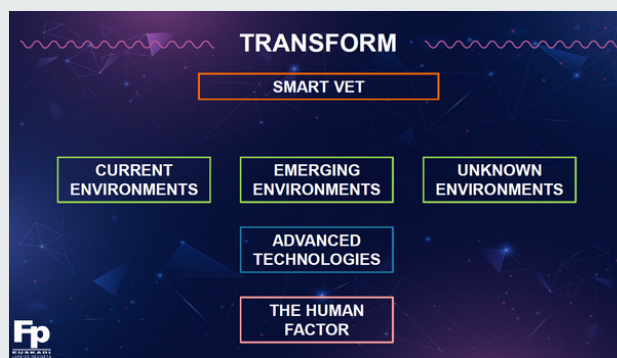 TRANSFORM
SMART VET
CURRENT
ENVIRONMENTS
EMERGING
ENVIRONMENTS
UNKNOWN
ENVIRONMENTS
ADVANCED
TECHNOLOGIES
THE HUMAN
FACTOR
Fp
EUSKADI